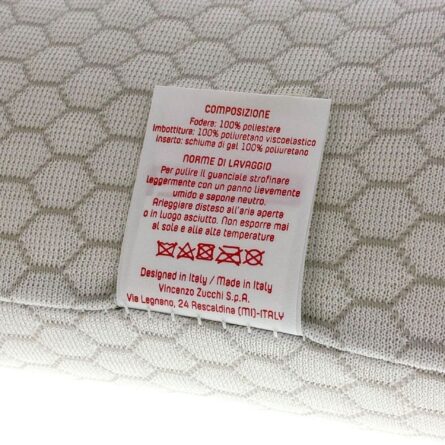 COMPOSIZIONE
Fodera: 100% poliestere
Imbottitura: 100% poliuretano viscoelastico
Inserto: schiuma di gel 100% poliuretano
NORME DI LAVAGGIO
Per pulire il guanciale strofinare
leggermente con un panno lievemente
umido e sapone neutro.
Arieggiare disteso all'aria aperta
o in luogo asciutto. Non esporre mai
al sole e alle alte temperature
Designed in Italy / Made in Italy
Vincenzo Zucchi S.p.A.
Via Legnano, 24 Rescaldina (MI)-ITALY